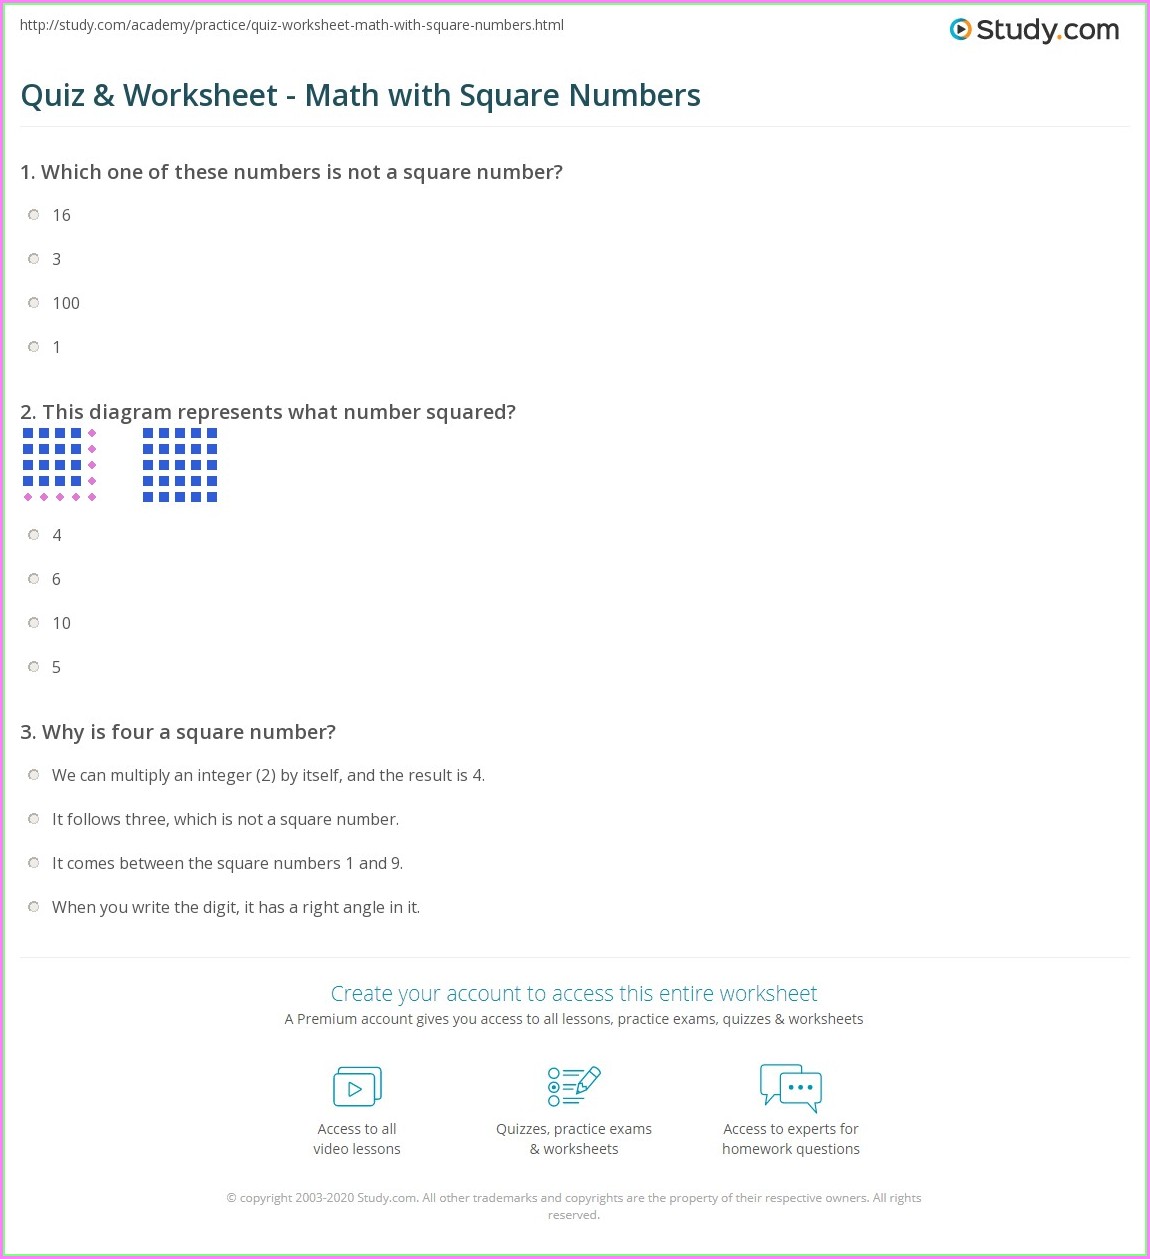 http://study.com/academy/practice/quiz-worksheet-math-with-square-numbers.html
Study.com
Quiz & Worksheet - Math with Square Numbers
1. Which one of these numbers is not a square number?
16
3
100
1
2. This diagram represents what number squared?
4
6
10
5
3. Why is four a square number?
We can multiply an integer (2) by itself, and the result is 4.
It follows three, which is not a square number.
It comes between the square numbers 1 and 9.
When you write the digit, it has a right angle in it.
Create your account to access this entire worksheet
A Premium account gives you access to all lessons, practice exams, quizzes & worksheets
Access to all
video lessons
Quizzes, practice exams
& worksheets
Access to experts for
homework questions
© copyright 2003-2020 Study.com. All other trademarks and copyrights are the property of their respective owners. All rights
reserved.